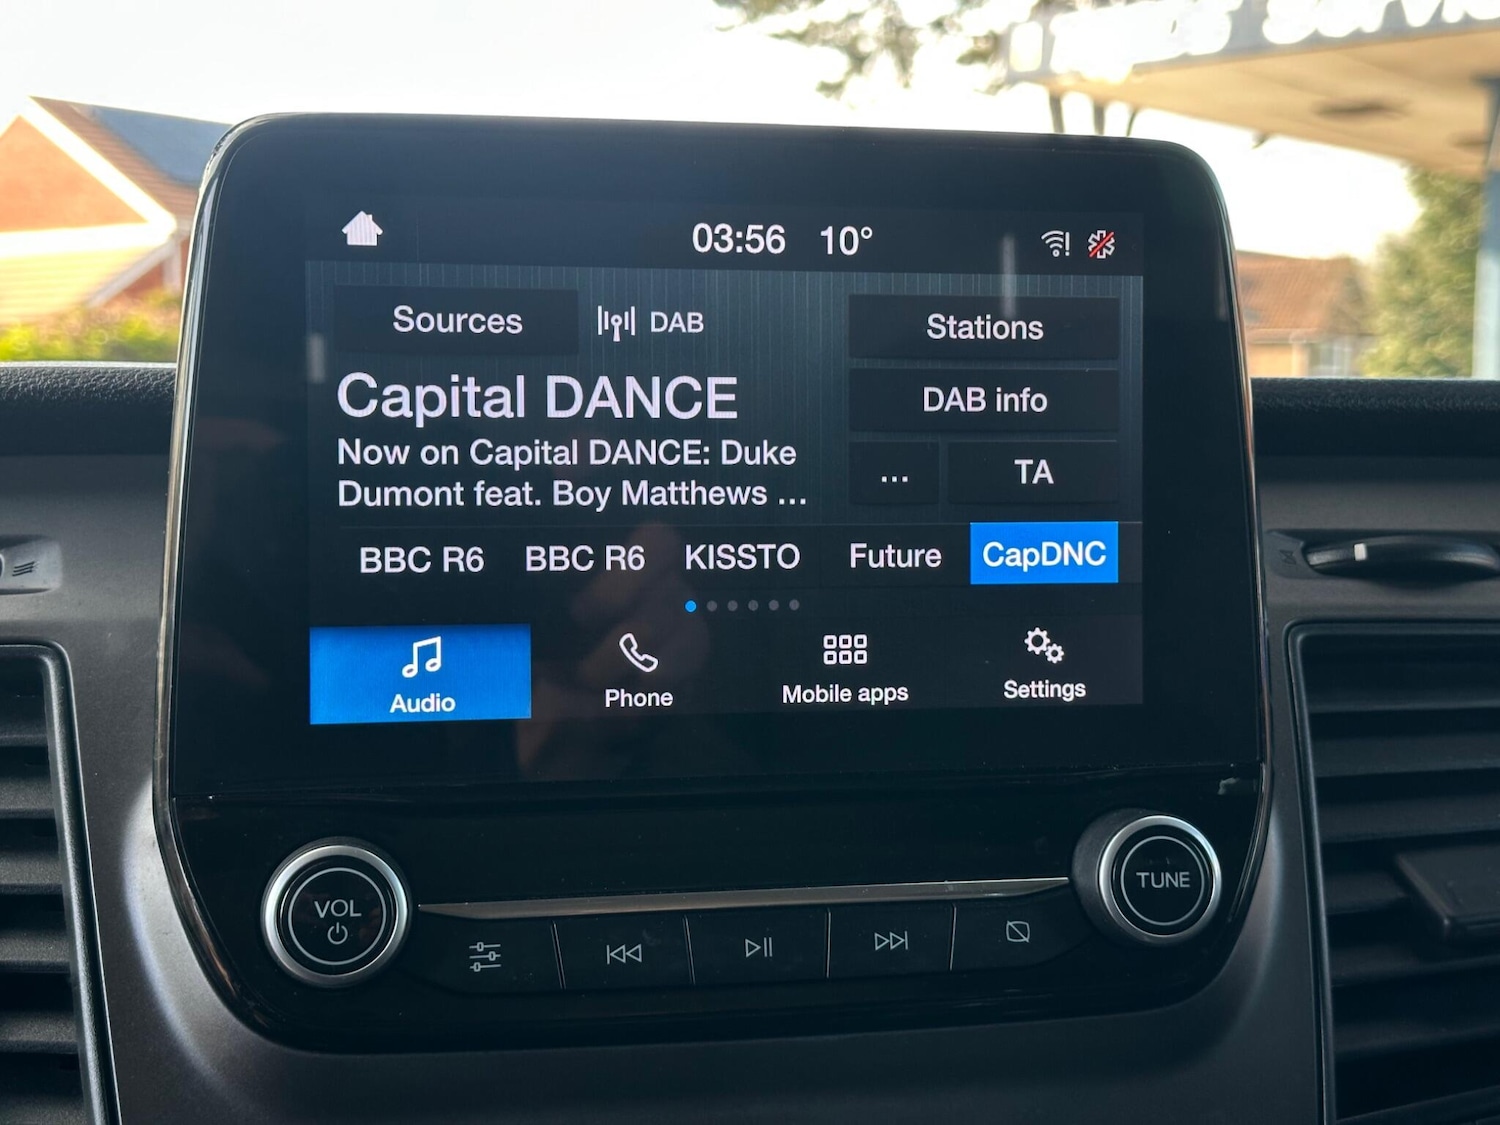 03:56 10°
Sources DAB Stations
Capital DANCE
DAB info
Now on Capital DANCE: Duke
Dumont feat. Boy Matthews ...
... TA
BBC R6 BBC R6 KISSTO Future CapDNC
Audio Phone Mobile apps Settings
VOL
TUNE